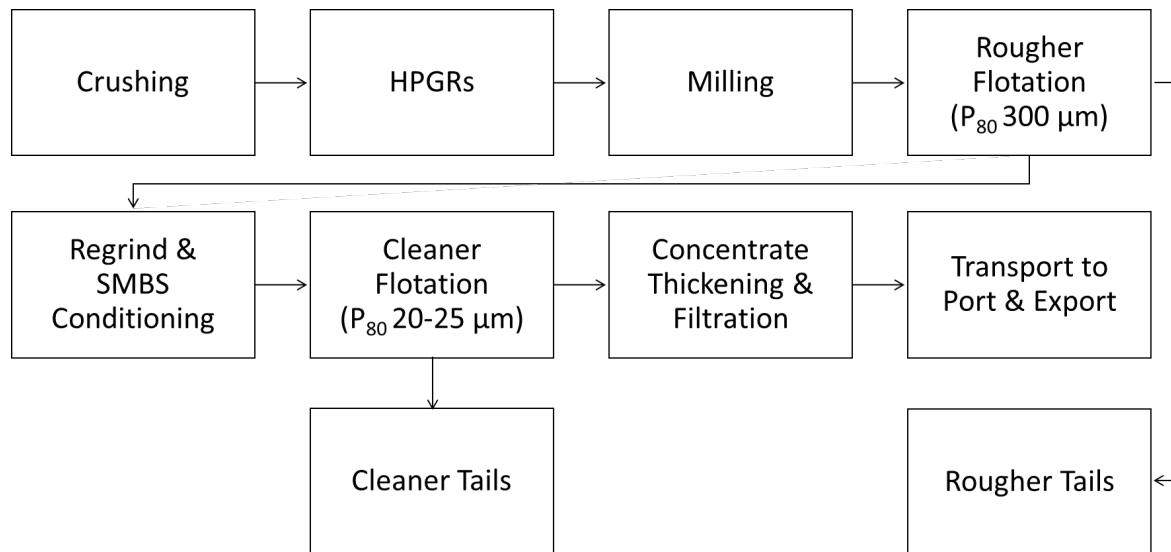 Crushing
HPGRs
Milling
Rougher
Flotation
(P₈₀ 300 µm)
Regrind &
SMBS
Conditioning
Cleaner
Flotation
(P₈₀ 20-25 µm)
Concentrate
Thickening &
Filtration
Transport to
Port & Export
Cleaner Tails
Rougher Tails